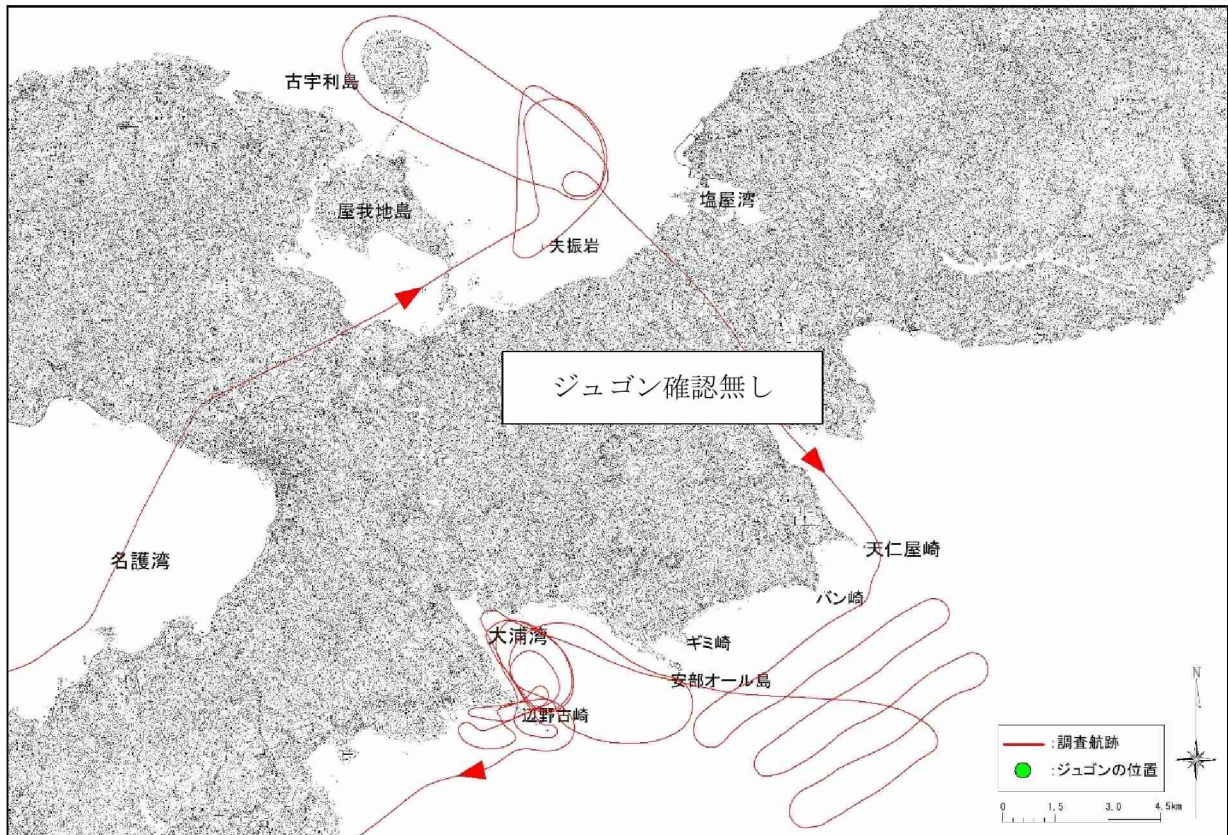 古宇利島
屋我地島
塩屋湾
夫振岩
ジュゴン確認無し
名護湾
天仁屋崎
バン崎
大浦湾
ギミ崎
安部オール島
辺野古崎
N
:調査航跡
:ジュゴンの位置
0 1.5 3.0 4.5km